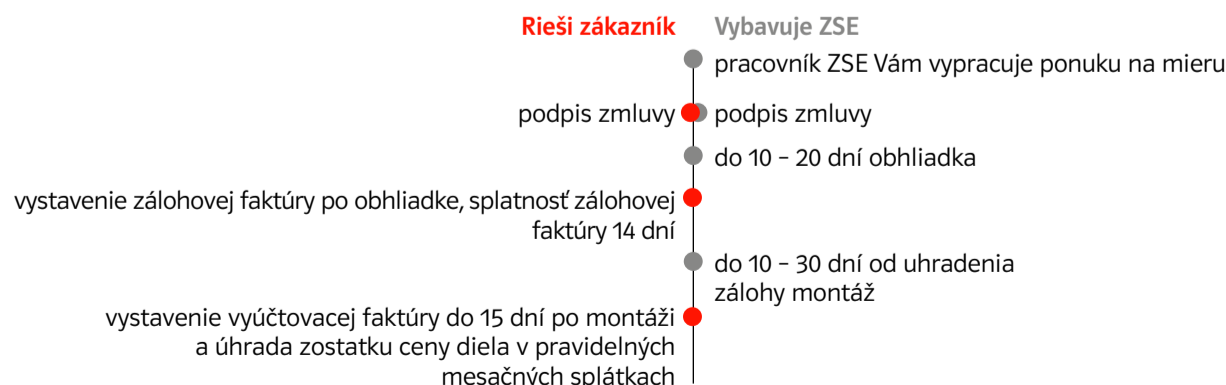 Rieši zákazník
Vybavuje ZSE
pracovník ZSE Vám vypracuje ponuku na mieru
podpis zmluvy
podpis zmluvy
do 10 – 20 dní obhliadka
vystavenie zálohovej faktúry po obhliadke, splatnosť zálohovej
faktúry 14 dní
do 10 – 30 dní od uhradenia
zálohy montáž
vystavenie vyúčtovacej faktúry do 15 dní po montáži
a úhrada zostatku ceny diela v pravidelných
mesačných splátkach